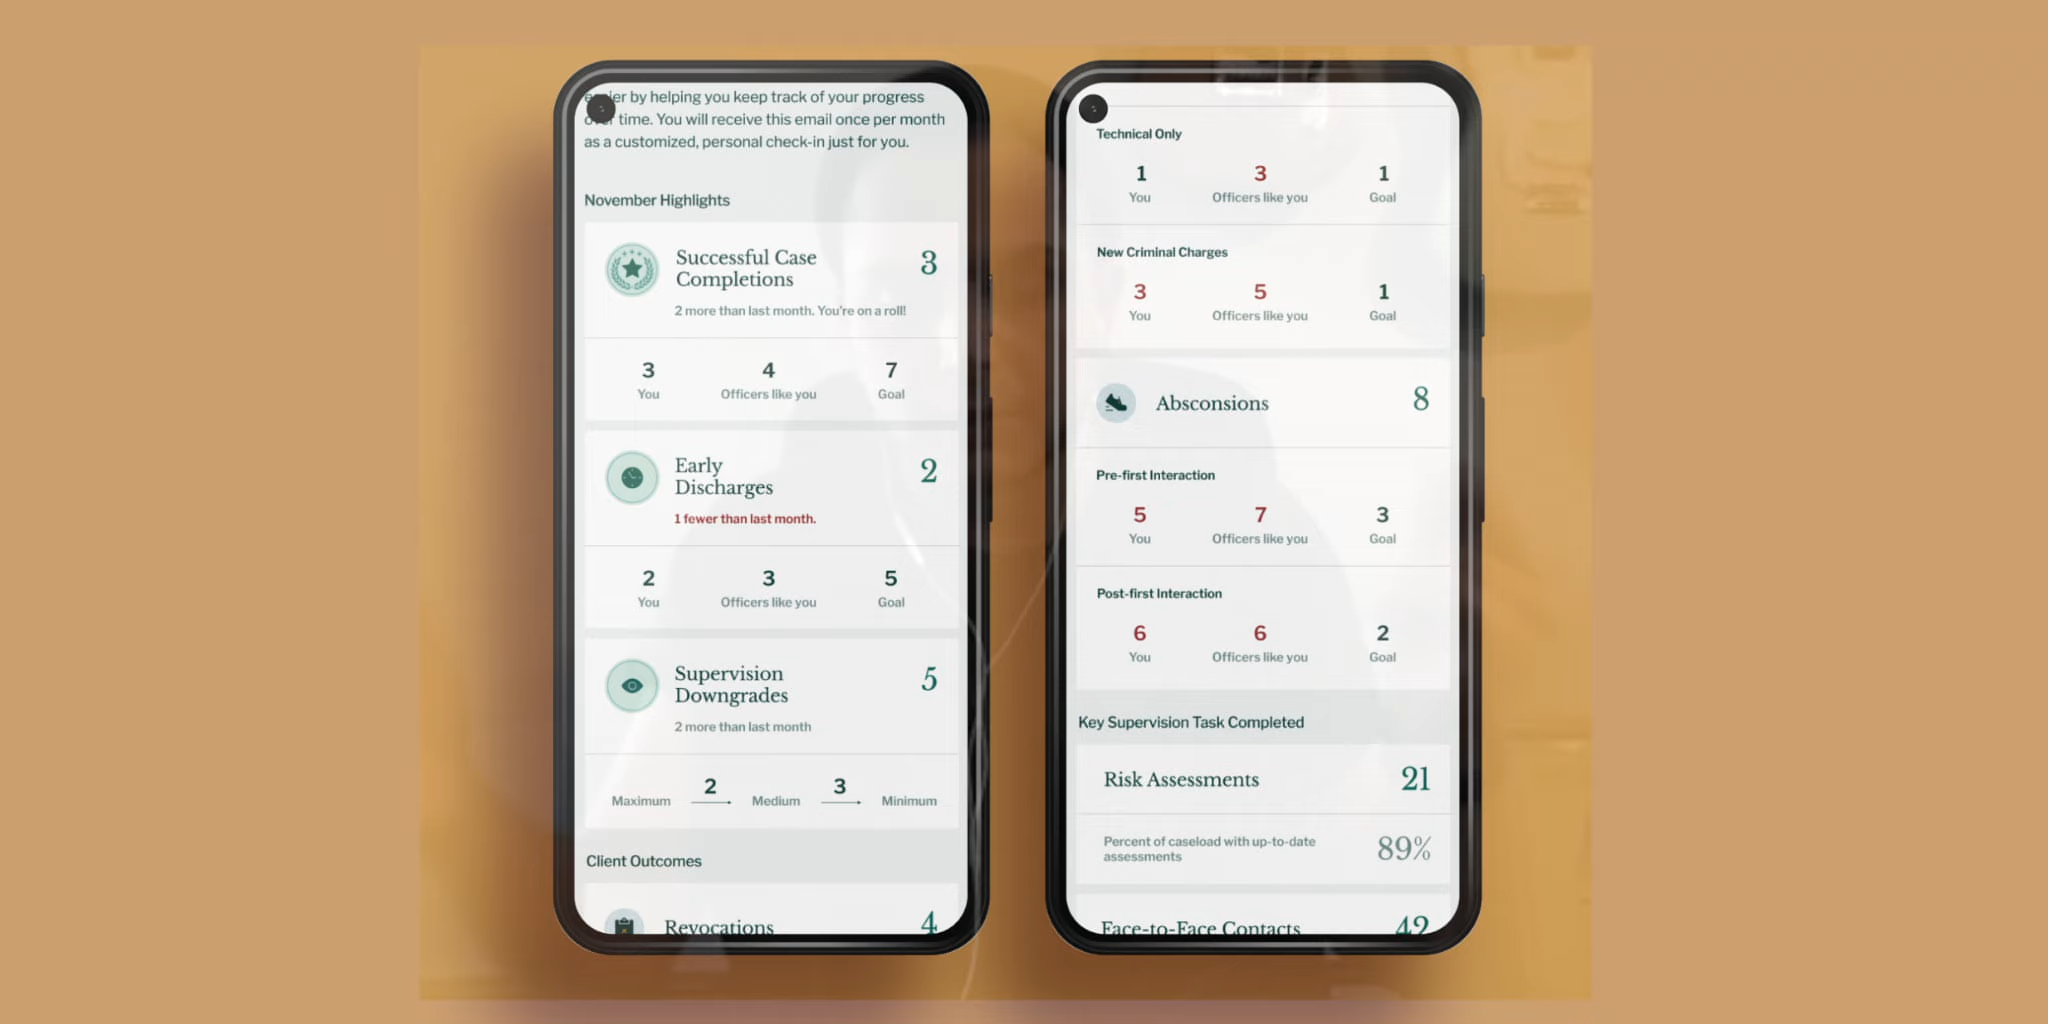 er by helping you keep track of your progress
time. You will receive this email once per month
as a customized, personal check-in just for you.
November Highlights
Successful Case
Completions
3
2 more than last month. You're on a roll!
3 4 7
You Officers like you Goal
Early
Discharges
2
1 fewer than last month.
2 3 5
You Officers like you Goal
Supervision
Downgrades
5
2 more than last month
2 3
Maximum Medium Minimum
Client Outcomes
Revocations 4
Technical Only
1 3 1
You Officers like you Goal
New Criminal Charges
3 5 1
You Officers like you Goal
Absconsions 8
Pre-first Interaction
5 7 3
You Officers like you Goal
Post-first Interaction
6 6 2
You Officers like you Goal
Key Supervision Task Completed
Risk Assessments 21
Percent of caseload with up-to-date
assessments
89%
Face-to-Face Contacts 42